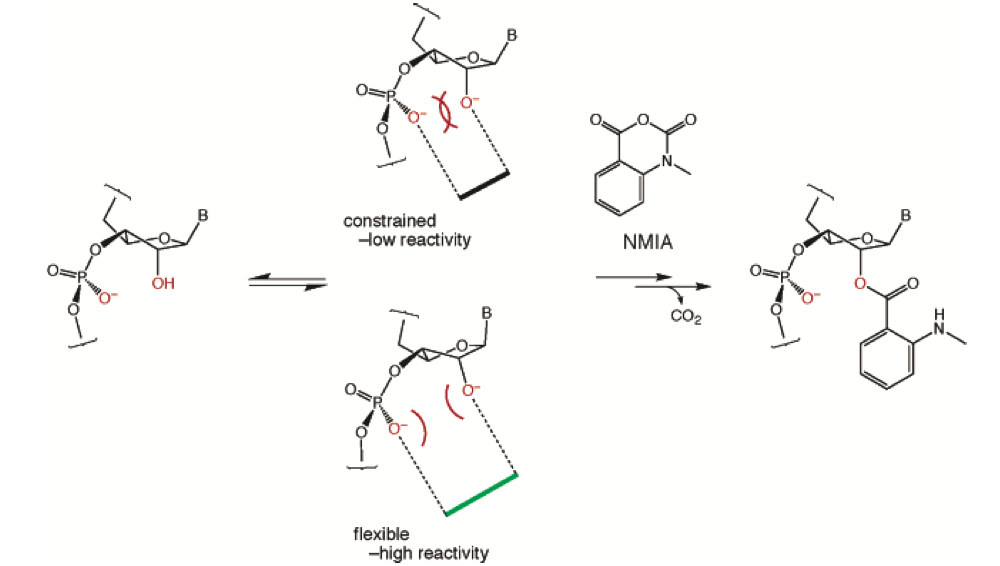 B
O
O
O
P
O⁻
O⁻
O
constrained
–low reactivity
O
O
O
N
NMIA
B
O
O
O
P
OH
O⁻
O
B
O
O
O
P
O⁻
O⁻
O
flexible
–high reactivity
CO₂
B
O
O
O
P
O⁻
O
O
O
H
N